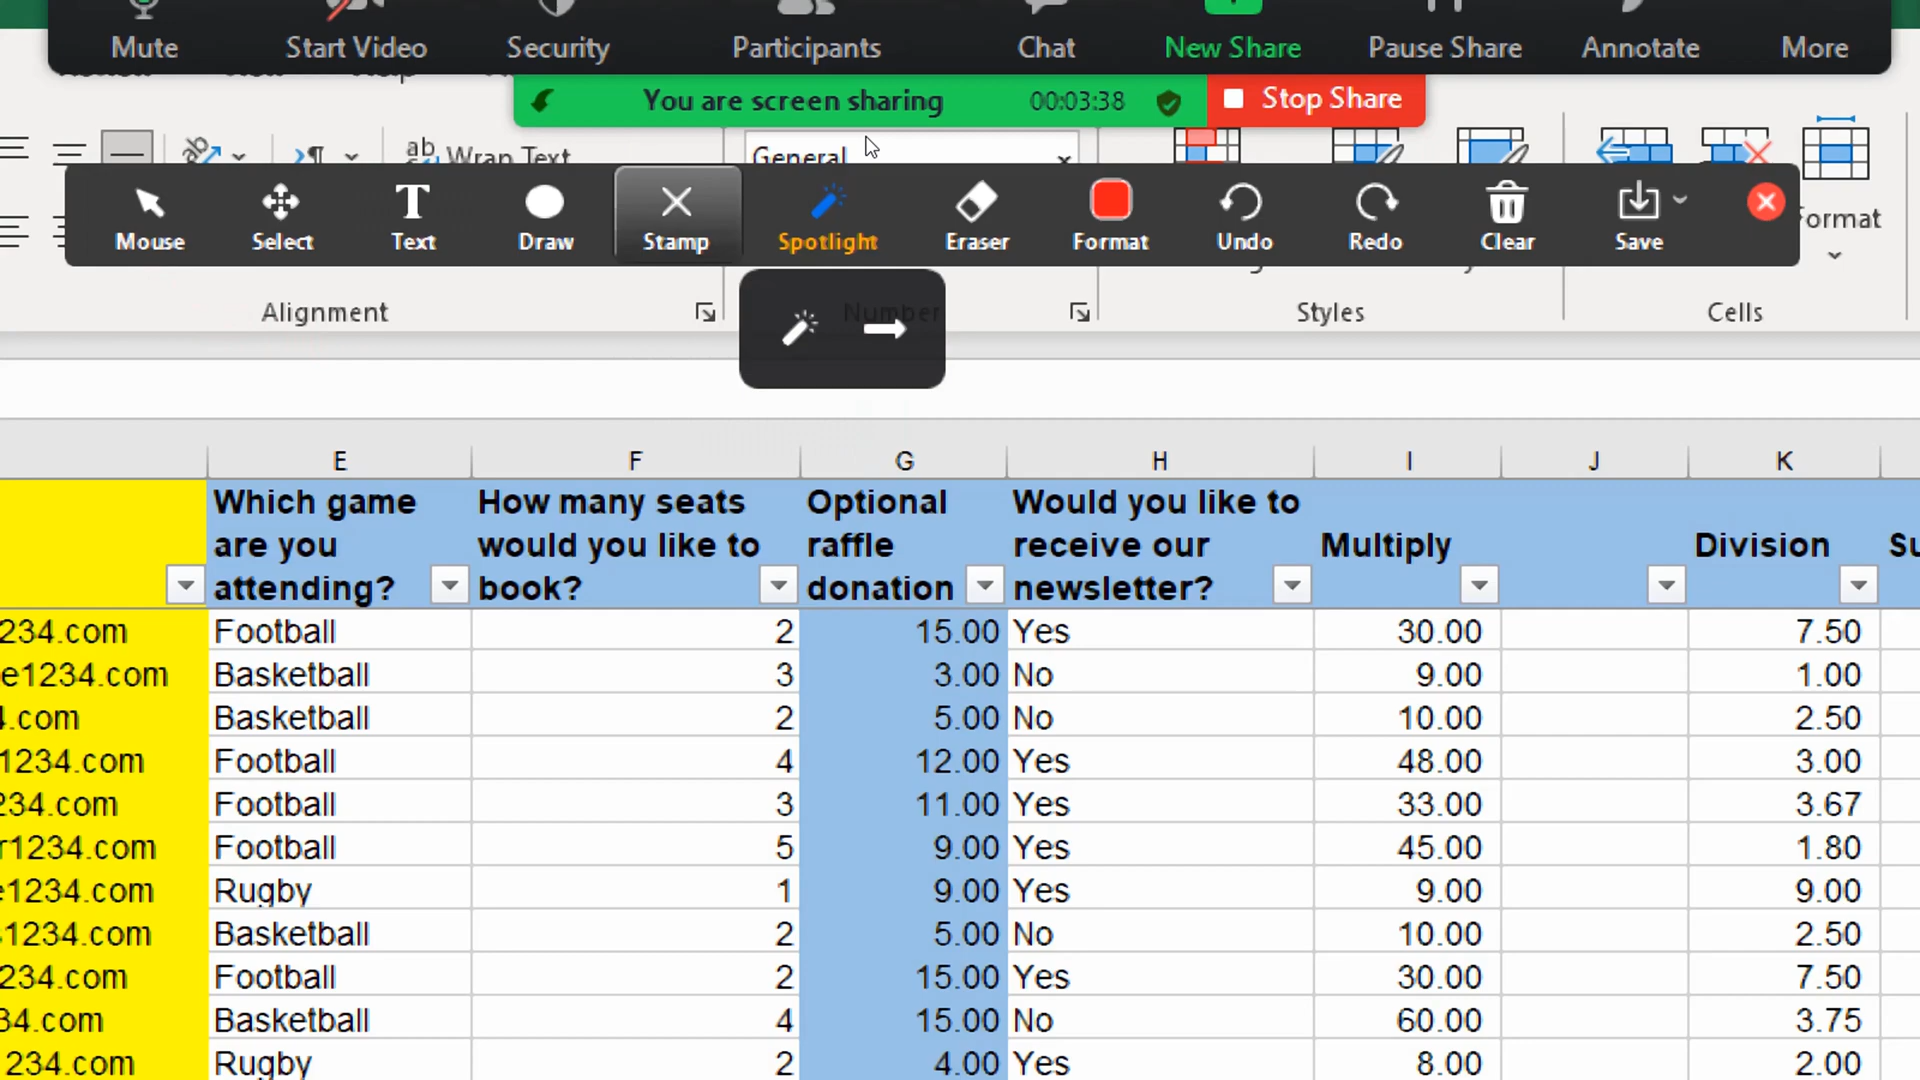 Mute Start Video Security Participants Chat New Share Pause Share Annotate More
You are screen sharing 00:03:38 Stop Share
ab Wrap Text General
Mouse Select Text Draw Stamp Spotlight Eraser Format Undo Redo Clear Save Format
Alignment Number Styles Cells
E F G H I J K
Which game are you attending?
How many seats would you like to book?
Optional raffle donation
Would you like to receive our newsletter?
Multiply
Division
Su
234.com Football 2 15.00 Yes 30.00 7.50
e1234.com Basketball 3 3.00 No 9.00 1.00
4.com Basketball 2 5.00 No 10.00 2.50
1234.com Football 4 12.00 Yes 48.00 3.00
234.com Football 3 11.00 Yes 33.00 3.67
r1234.com Football 5 9.00 Yes 45.00 1.80
e1234.com Rugby 1 9.00 Yes 9.00 9.00
1234.com Basketball 2 5.00 No 10.00 2.50
234.com Football 2 15.00 Yes 30.00 7.50
34.com Basketball 4 15.00 No 60.00 3.75
234.com Rugby 2 4.00 Yes 8.00 2.00